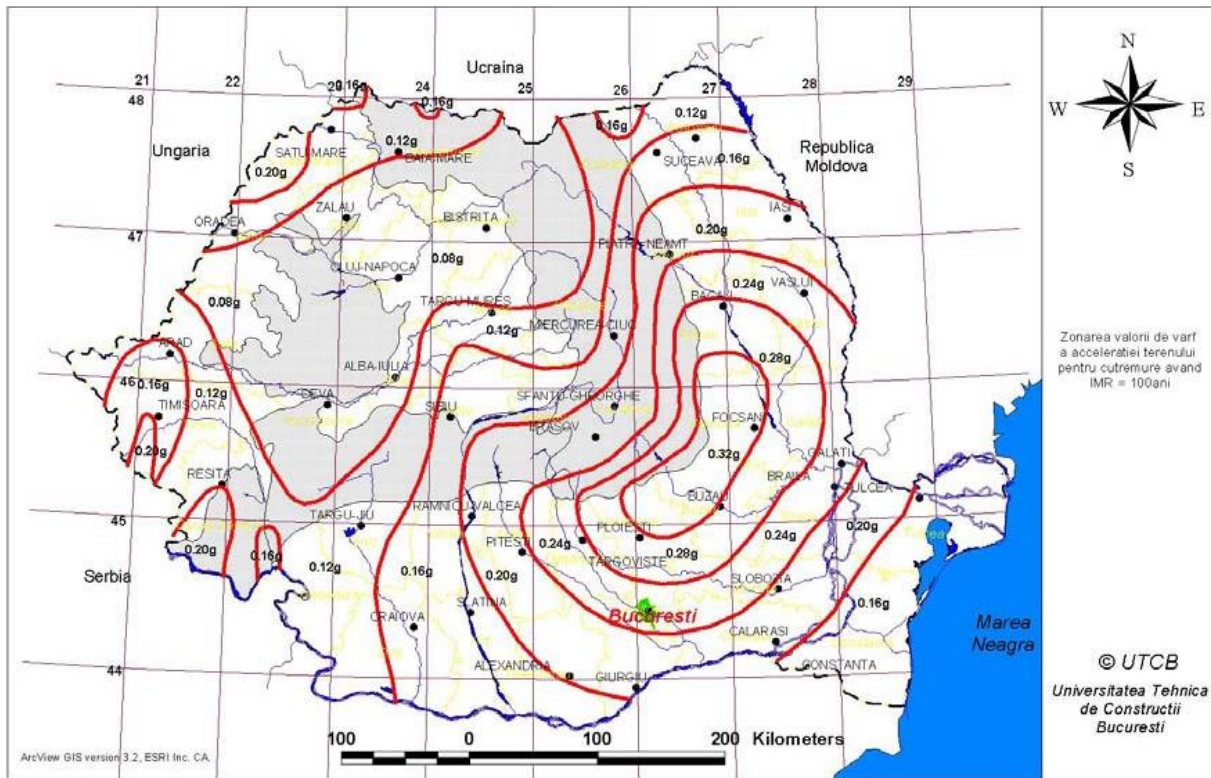 Ucraina
N
W E
S
21 22 23 24 25 26 27 28 29
48
0.16g
0.16g
0.16g
0.12g
Republica
Moldova
Ungaria
SATU-MARE
0.12g
BAIA-MARE
SUCEAVA
0.16g
0.20g
ZALAU
IASI
ORADEA
BISTRITA
0.20g
47
PIATRA-NEAMT
CLUJ-NAPOCA
0.08g
0.24g
VASLUI
0.08g
TARGU-MURES
BACAU
0.12g
MIERCUREA-CIUC
ARAD
0.28g
ALBA-IULIA
46
0.16g
0.12g
DEVA
SFANTU-GHEORGHE
TIMISOARA
SIBIU
FOCSANI
BRASOV
0.20g
GALATI
RESITA
0.32g
BRAILA
TULCEA
BUZAU
45
TARGU-JIU
RAMNICU-VALCEA
0.20g
PLOIESTI
PITESTI
0.24g
0.24g
0.20g
0.16g
0.28g
TARGOVISTE
Serbia
0.12g
0.16g
0.20g
SLOBOZIA
0.16g
CRAIOVA
SLATINA
Bucuresti
CALARASI
Marea
Neagra
44
ALEXANDRIA
GIURGIU
CONSTANTA
100 0 100 200 Kilometers
ArcView GIS version 3.2, ESRI Inc. CA.
Zonarea valorii de varf
a acceleratiei terenului
pentru cutremure avand
IMR = 100ani
© UTCB
Universitatea Tehnica
de Constructii
Bucuresti